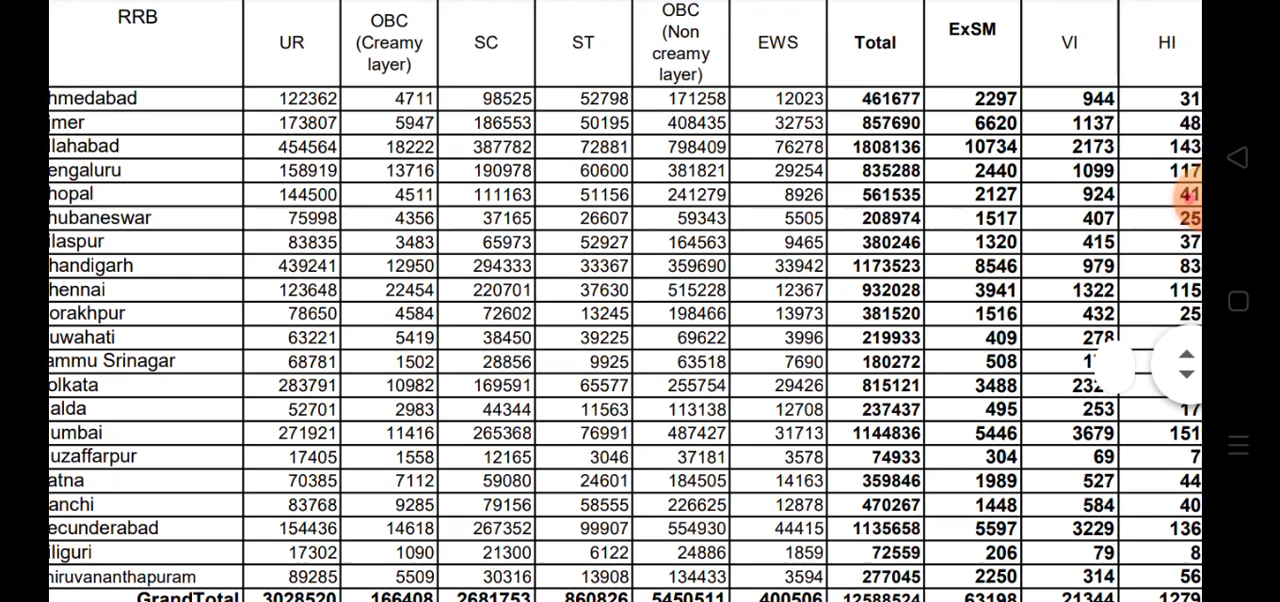 RRB UR OBC (Creamy layer) SC ST OBC (Non creamy layer) EWS Total ExSM VI HI
hmedabad 122362 4711 98525 52798 171258 12023 461677 2297 944 31
jmer 173807 5947 186553 50195 408435 32753 857690 6620 1137 48
llahabad 454564 18222 387782 72881 798409 76278 1808136 10734 2173 143
engaluru 158919 13716 190978 60600 381821 29254 835288 2440 1099 117
hopal 144500 4511 111163 51156 241279 8926 561535 2127 924 41
hubaneswar 75998 4356 37165 26607 59343 5505 208974 1517 407 25
ilaspur 83835 3483 65973 52927 164563 9465 380246 1320 415 37
handigarh 439241 12950 294333 33367 359690 33942 1173523 8546 979 83
hennai 123648 22454 220701 37630 515228 12367 932028 3941 1322 115
orakhpur 78650 4584 72602 13245 198466 13973 381520 1516 432 25
uwahati 63221 5419 38450 39225 69622 3996 219933 409 278
ammu Srinagar 68781 1502 28856 9925 63518 7690 180272 508
olkata 283791 10982 169591 65577 255754 29426 815121 3488
alda 52701 2983 44344 11563 113138 12708 237437 495 253 17
umbai 271921 11416 265368 76991 487427 31713 1144836 5446 3679 151
uzaffarpur 17405 1558 12165 3046 37181 3578 74933 304 69 7
atna 70385 7112 59080 24601 184505 14163 359846 1989 527 44
anchi 83768 9285 79156 58555 226625 12878 470267 1448 584 40
ecunderabad 154436 14618 267352 99907 554930 44415 1135658 5597 3229 136
iliguri 17302 1090 21300 6122 24886 1859 72559 206 79 8
hiruvananthapuram 89285 5509 30316 13908 134433 3594 277045 2250 314 56
GrandTotal 3028520 166408 2681753 860826 5450511 400506 12588524 63198 21344 1279